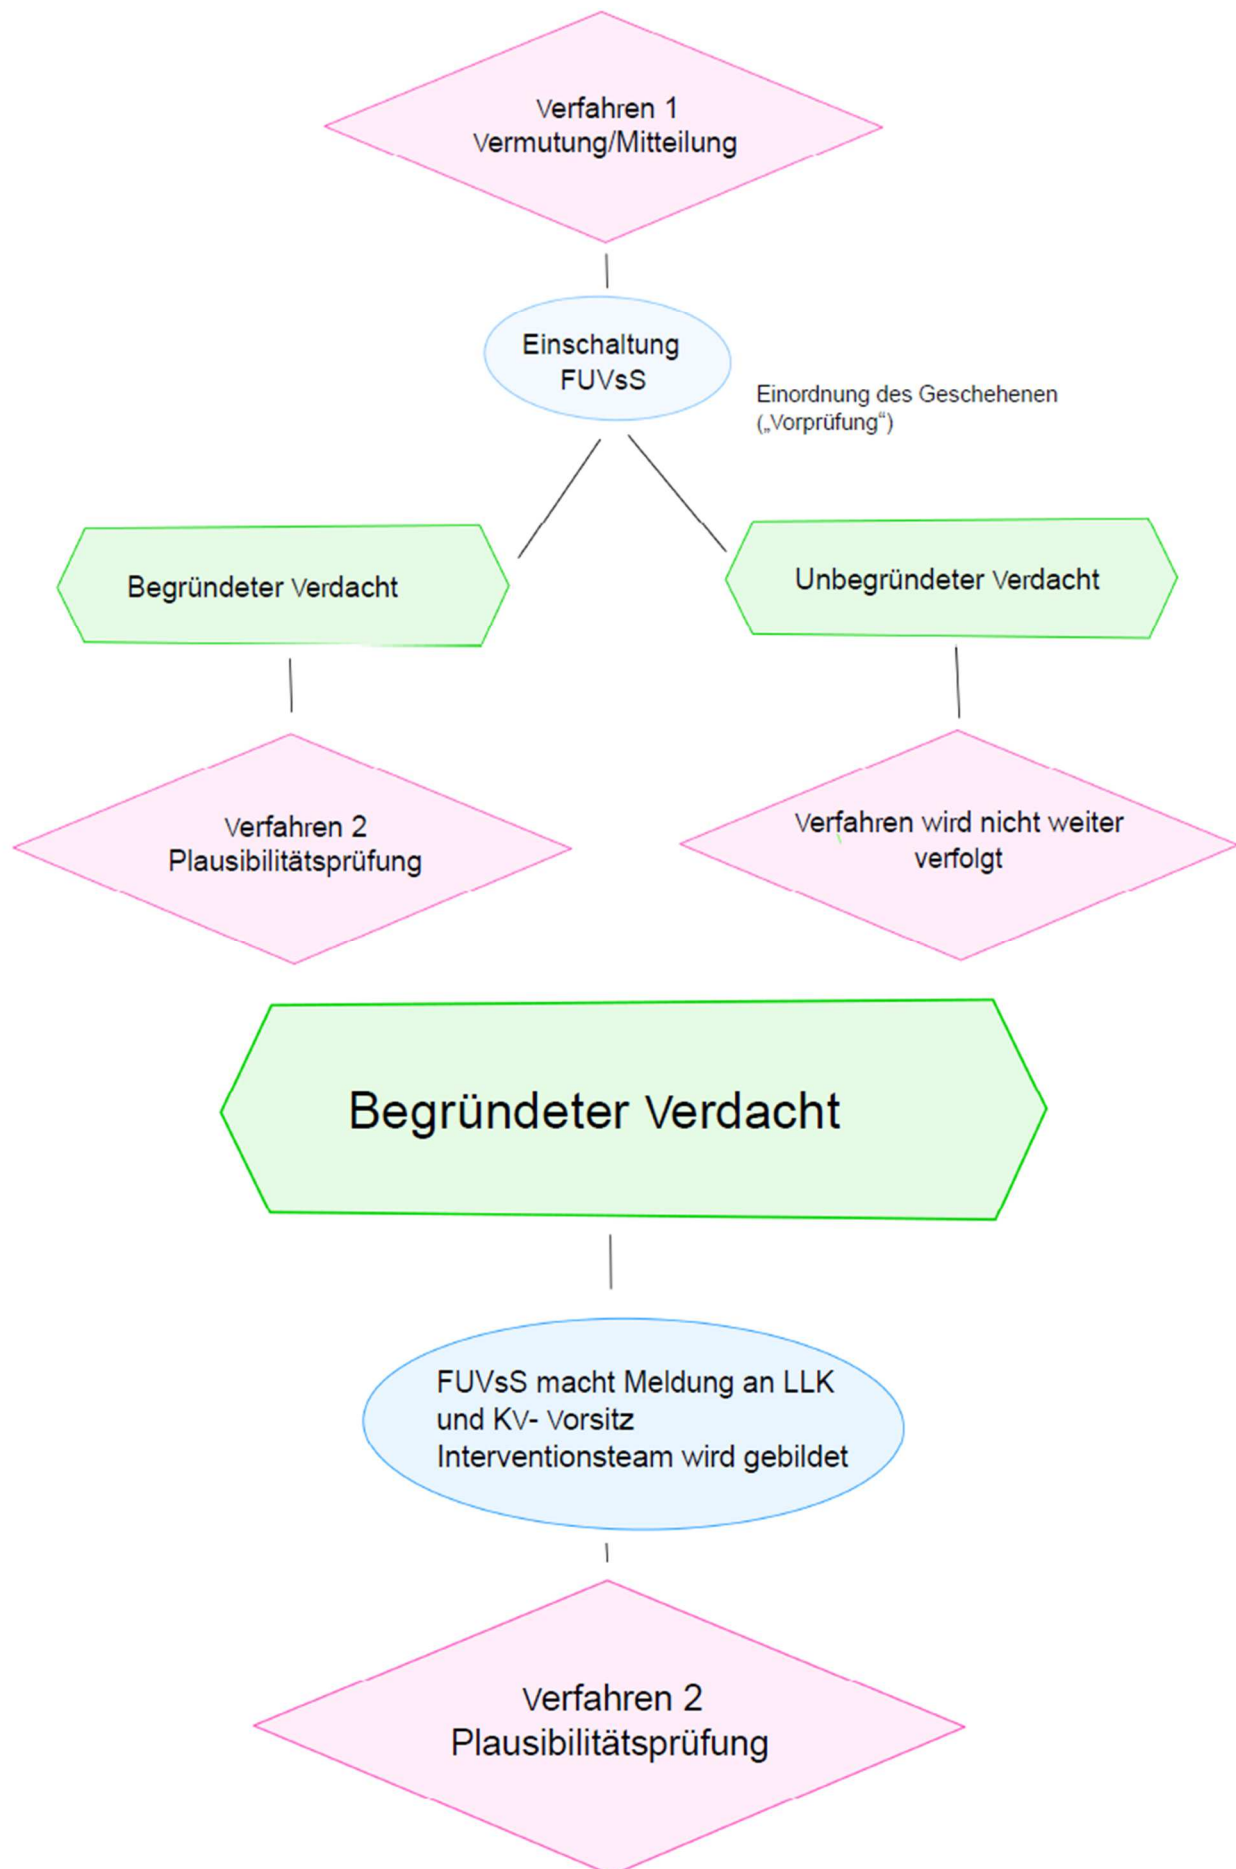 Verfahren 1
Vermutung/Mitteilung
Einschaltung
FUVsS
Einordnung des Geschehenen
(„Vorprüfung“)
Begründeter Verdacht
Unbegründeter Verdacht
Verfahren 2
Plausibilitätsprüfung
Verfahren wird nicht weiter
verfolgt
Begründeter Verdacht
FUVsS macht Meldung an LLK
und KV- Vorsitz
Interventionsteam wird gebildet
Verfahren 2
Plausibilitätsprüfung